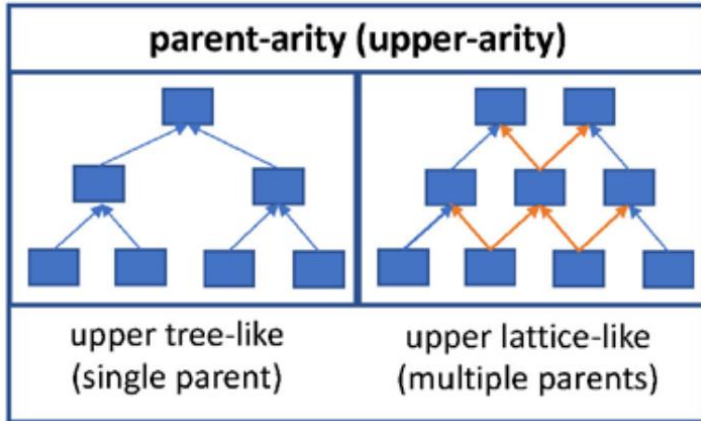 parent-arity (upper-arity)
upper tree-like
(single parent)
upper lattice-like
(multiple parents)